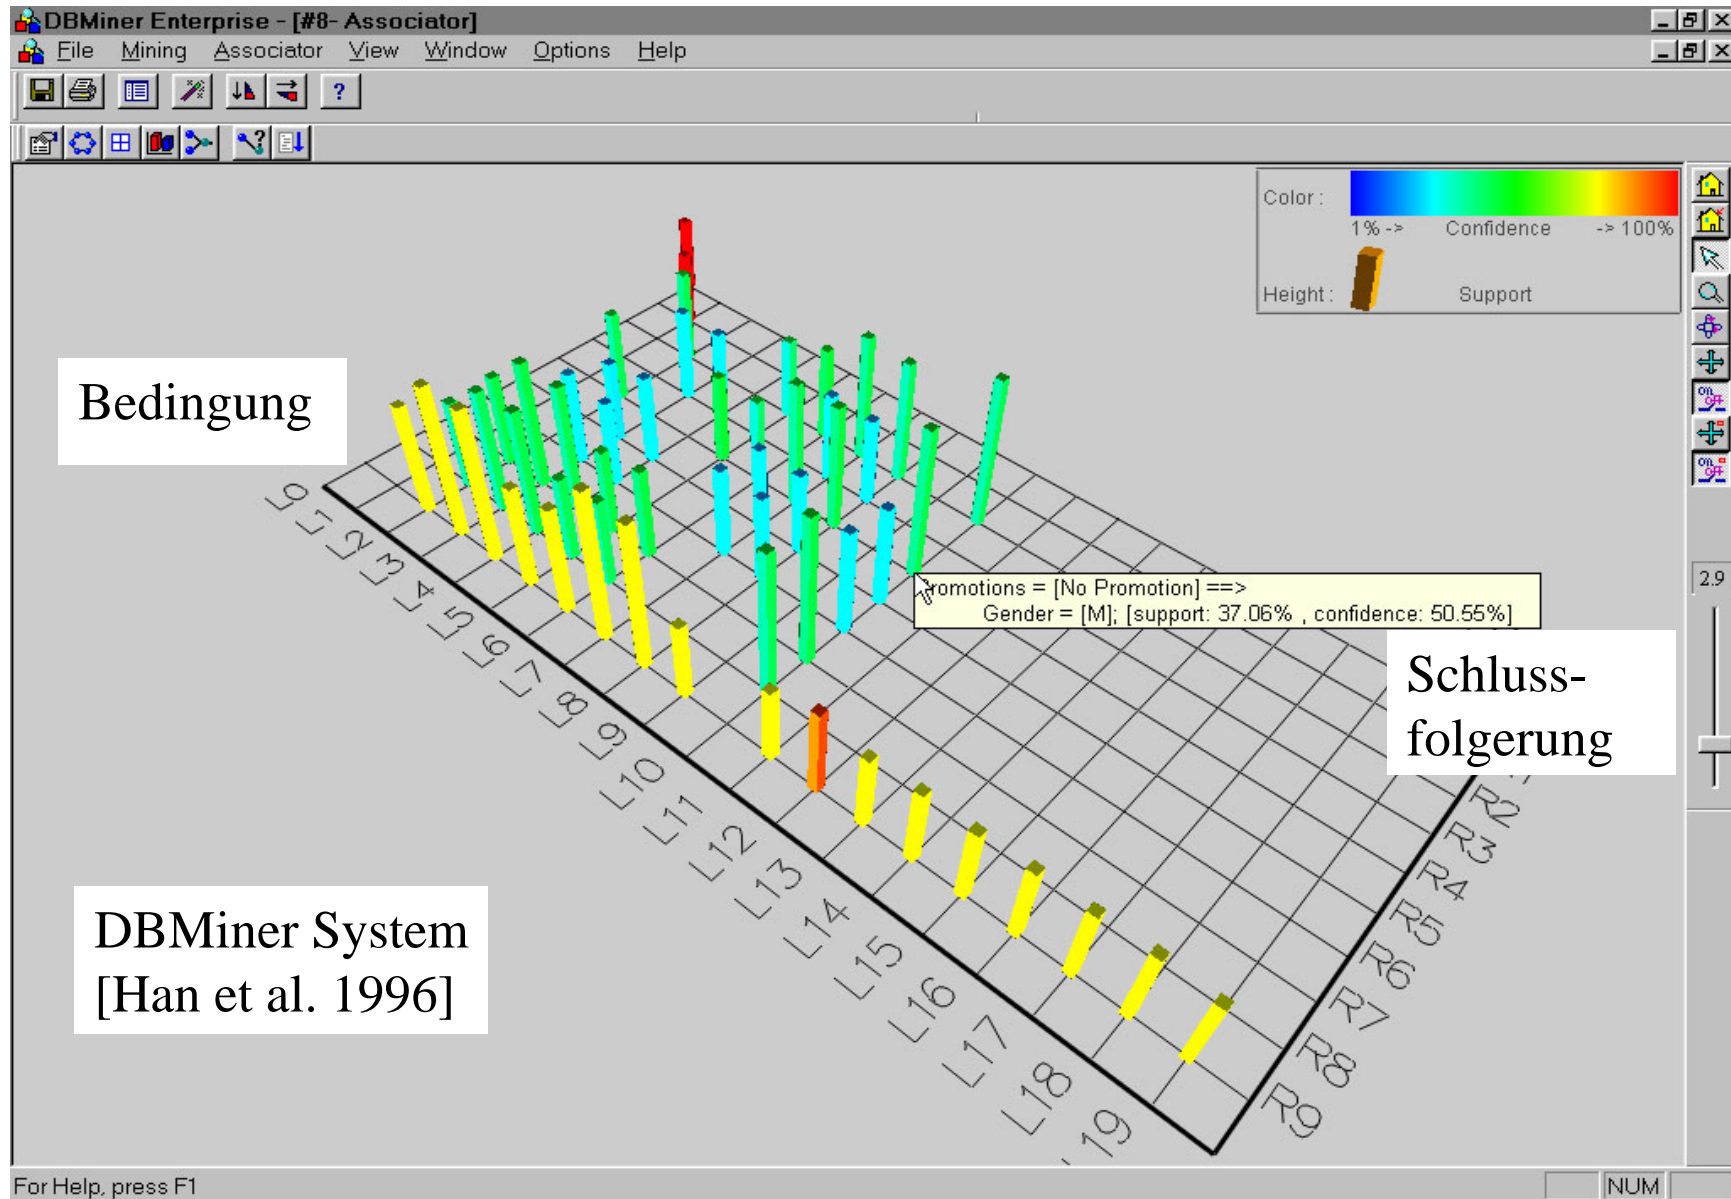 DBMiner Enterprise - [#8- Associator]
File Mining Associator View Window Options Help
Color :
1% -> Confidence -> 100%
Height : Support
Bedingung
2.9
romotions = [No Promotion] ==>
Gender = [M]; [support: 37.06% , confidence: 50.55%]
Schluss-
folgerung
DBMiner System
[Han et al. 1996]
L0
L1
L2
L3
L4
L5
L6
L7
L8
L9
L10
L11
L12
L13
L14
L15
L16
L17
L18
L19
R2
R3
R4
R5
R6
R7
R8
R9
For Help, press F1
NUM